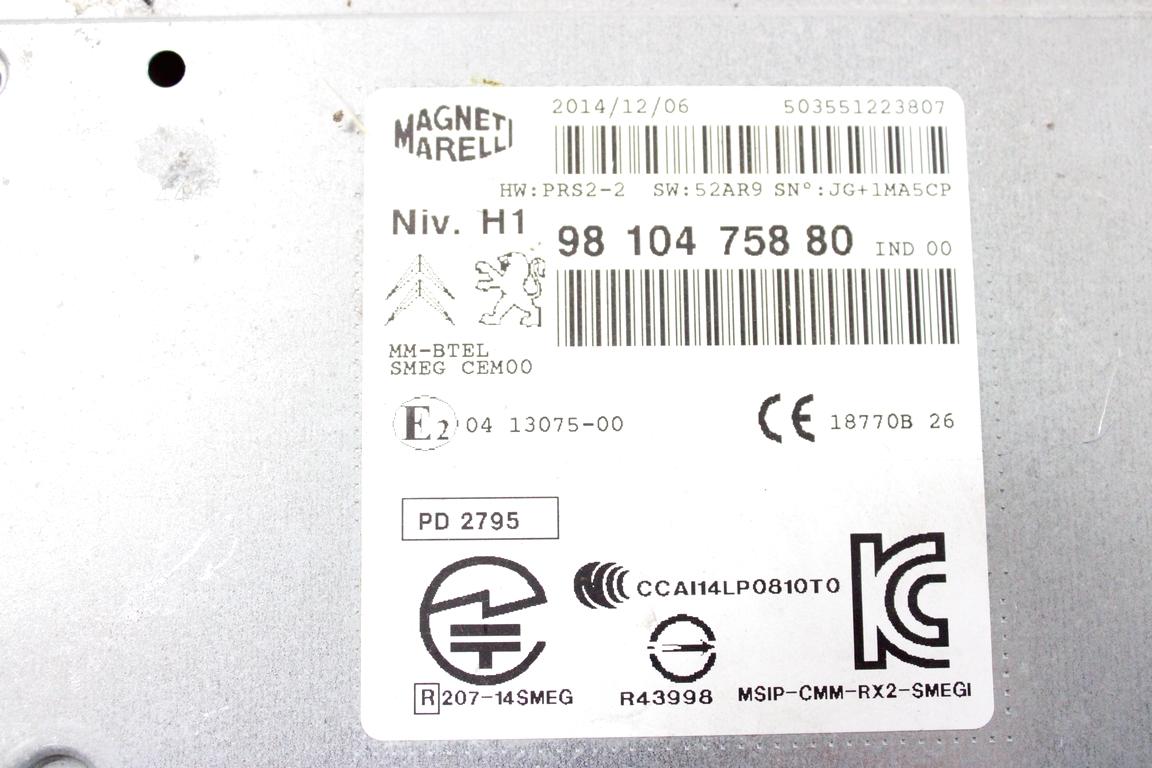 MAGNETI MARELLI
2014/12/06 503551223807
HW:PRS2-2 SW:52AR9 SN°:JG+1MA5CP
Niv. H1 98 104 758 80 IND 00
MM-BTEL
SMEG CEM00
E2 04 13075-00 CE 18770B 26
PD 2795
CCAI14LP0810T0
R 207-14SMEG R43998 MSIP-CMM-RX2-SMEGI